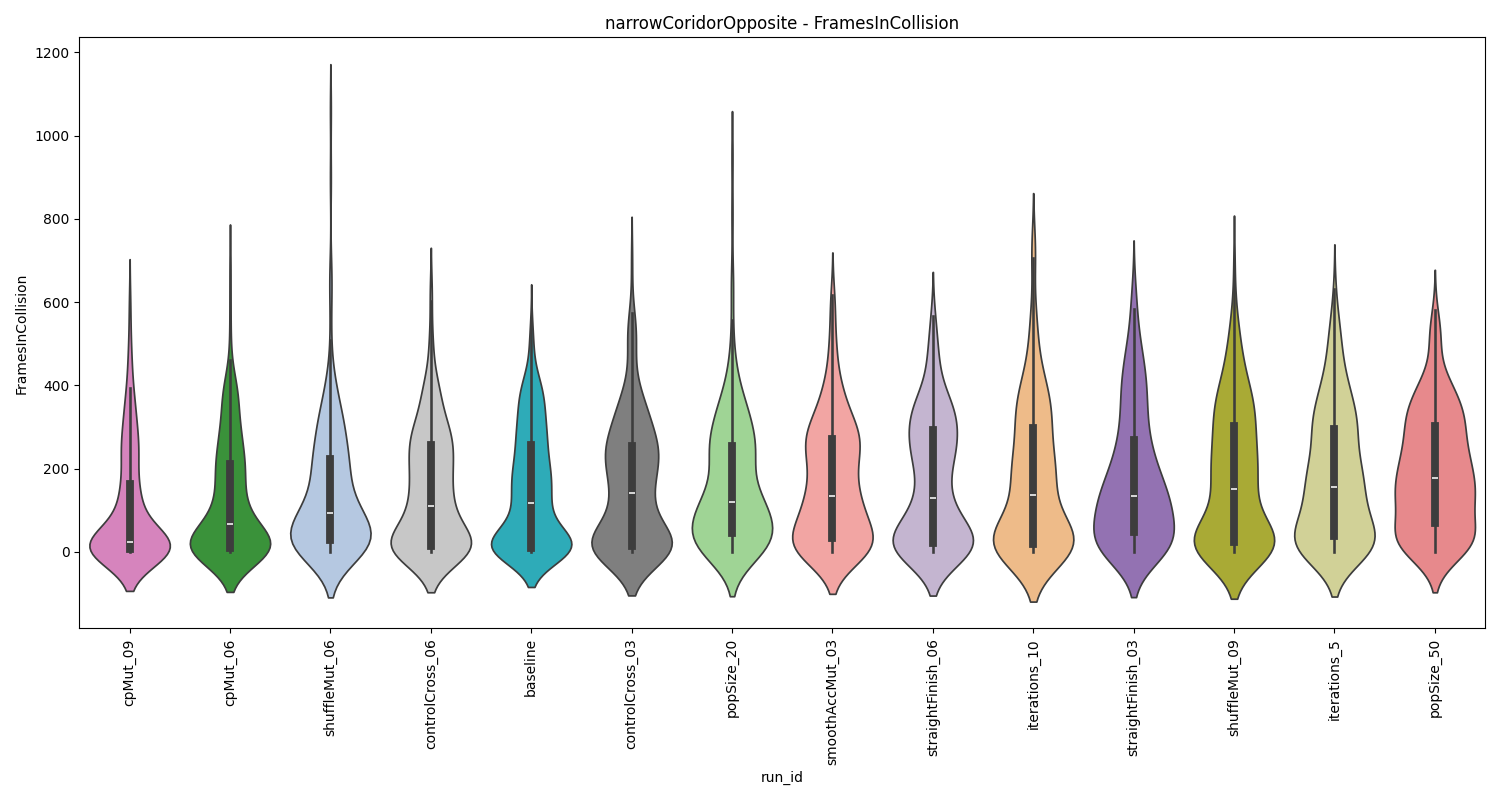 narrowCoridorOpposite - FramesInCollision
1200
1000
800
600
400
200
0
FramesInCollision
cpMut_09
cpMut_06
shuffleMut_06
controlCross_06
baseline
controlCross_03
popSize_20
smoothAccMut_03
straightFinish_06
iterations_10
straightFinish_03
shuffleMut_09
iterations_5
popSize_50
run_id